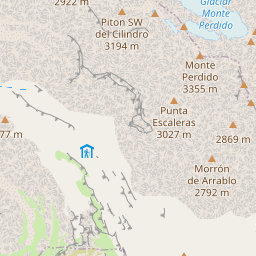 2922 m
Glaciar
Monte
Perdido
Piton SW
del Cilindro
3194 m
Monte
Perdido
3355 m
Punta
Escaleras
3027 m
77 m
2869 m
Morrón
de Arrablo
2792 m